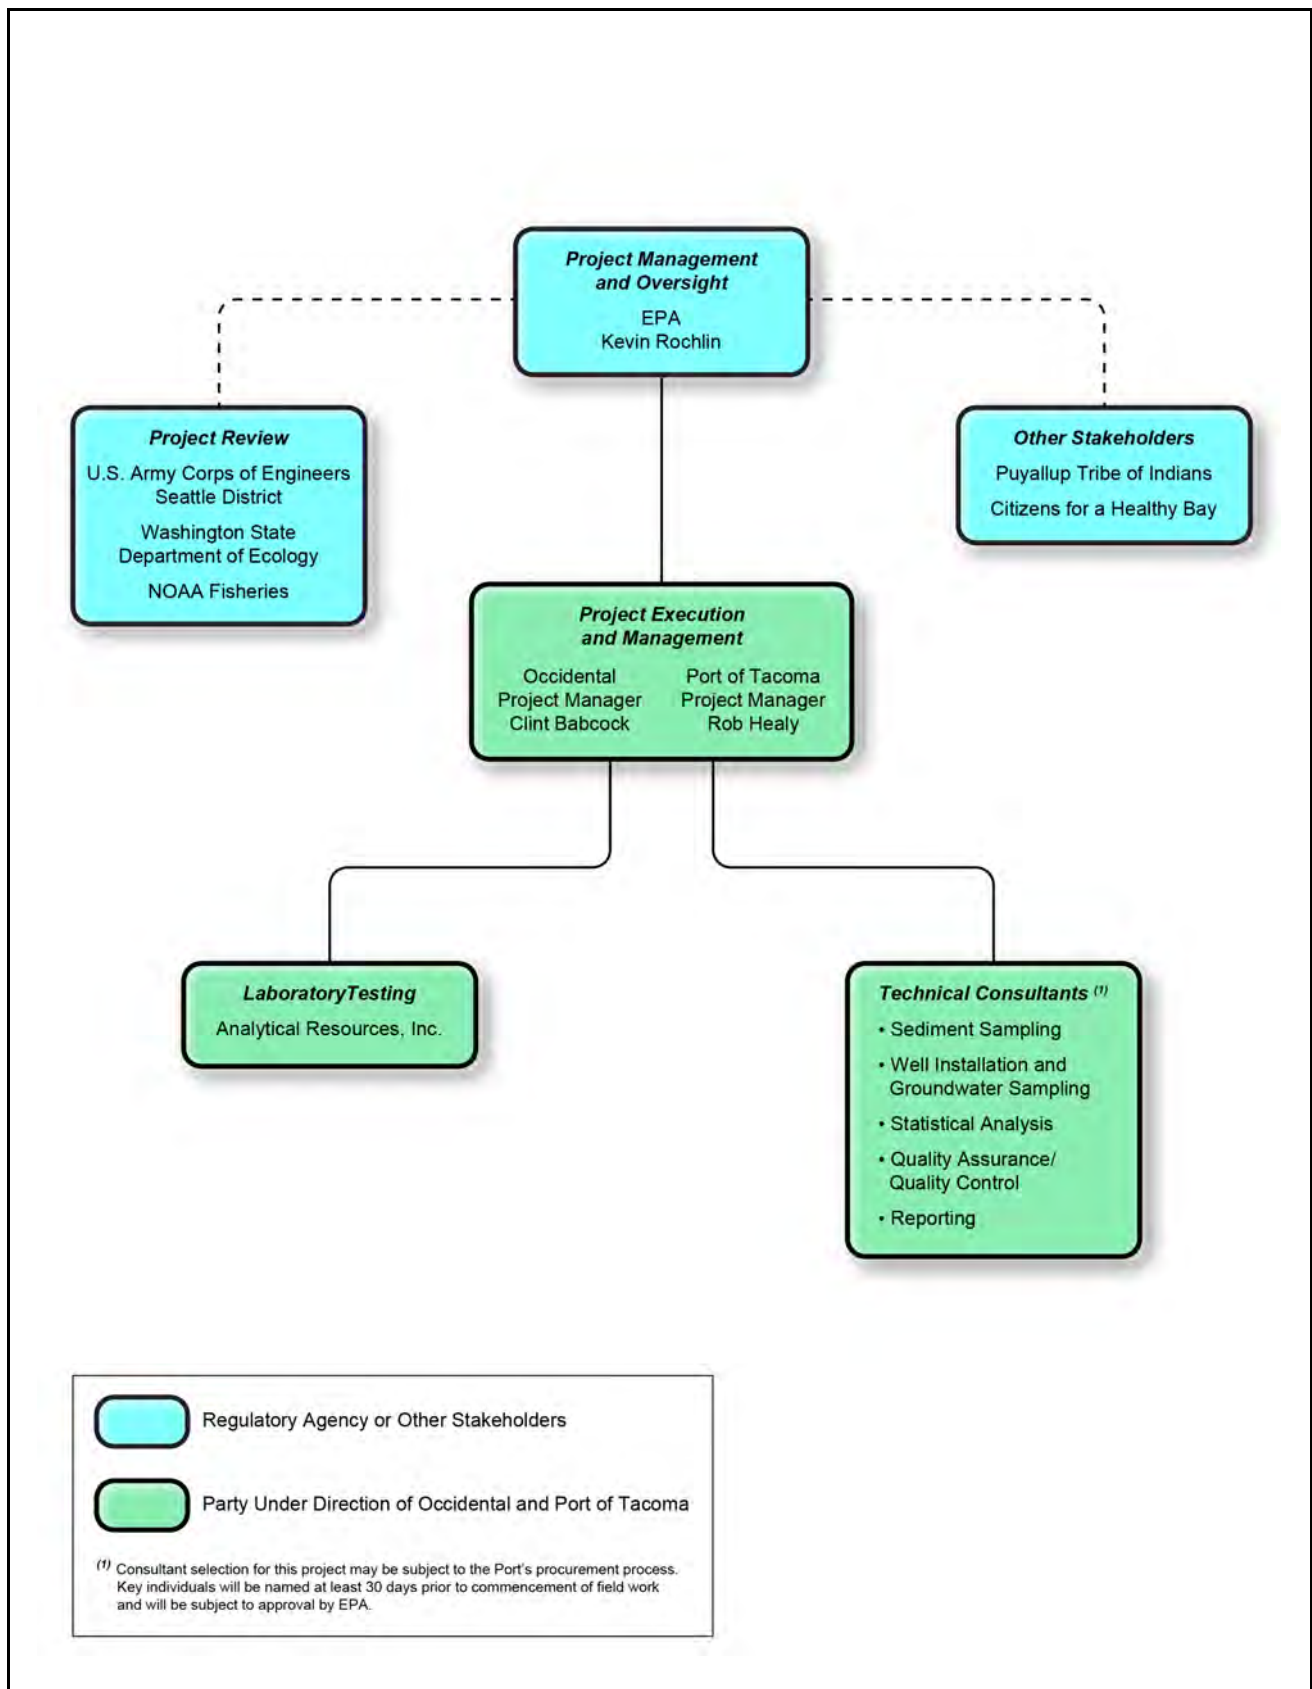 Project Management
and Oversight
EPA
Kevin Rochlin
Project Review
U.S. Army Corps of Engineers
Seattle District
Washington State
Department of Ecology
NOAA Fisheries
Other Stakeholders
Puyallup Tribe of Indians
Citizens for a Healthy Bay
Project Execution
and Management
Occidental
Project Manager
Clint Babcock
Port of Tacoma
Project Manager
Rob Healy
LaboratoryTesting
Analytical Resources, Inc.
Technical Consultants (1)
• Sediment Sampling
• Well Installation and
Groundwater Sampling
• Statistical Analysis
• Quality Assurance/
Quality Control
• Reporting
Regulatory Agency or Other Stakeholders
Party Under Direction of Occidental and Port of Tacoma
(1) Consultant selection for this project may be subject to the Port's procurement process.
Key individuals will be named at least 30 days prior to commencement of field work
and will be subject to approval by EPA.